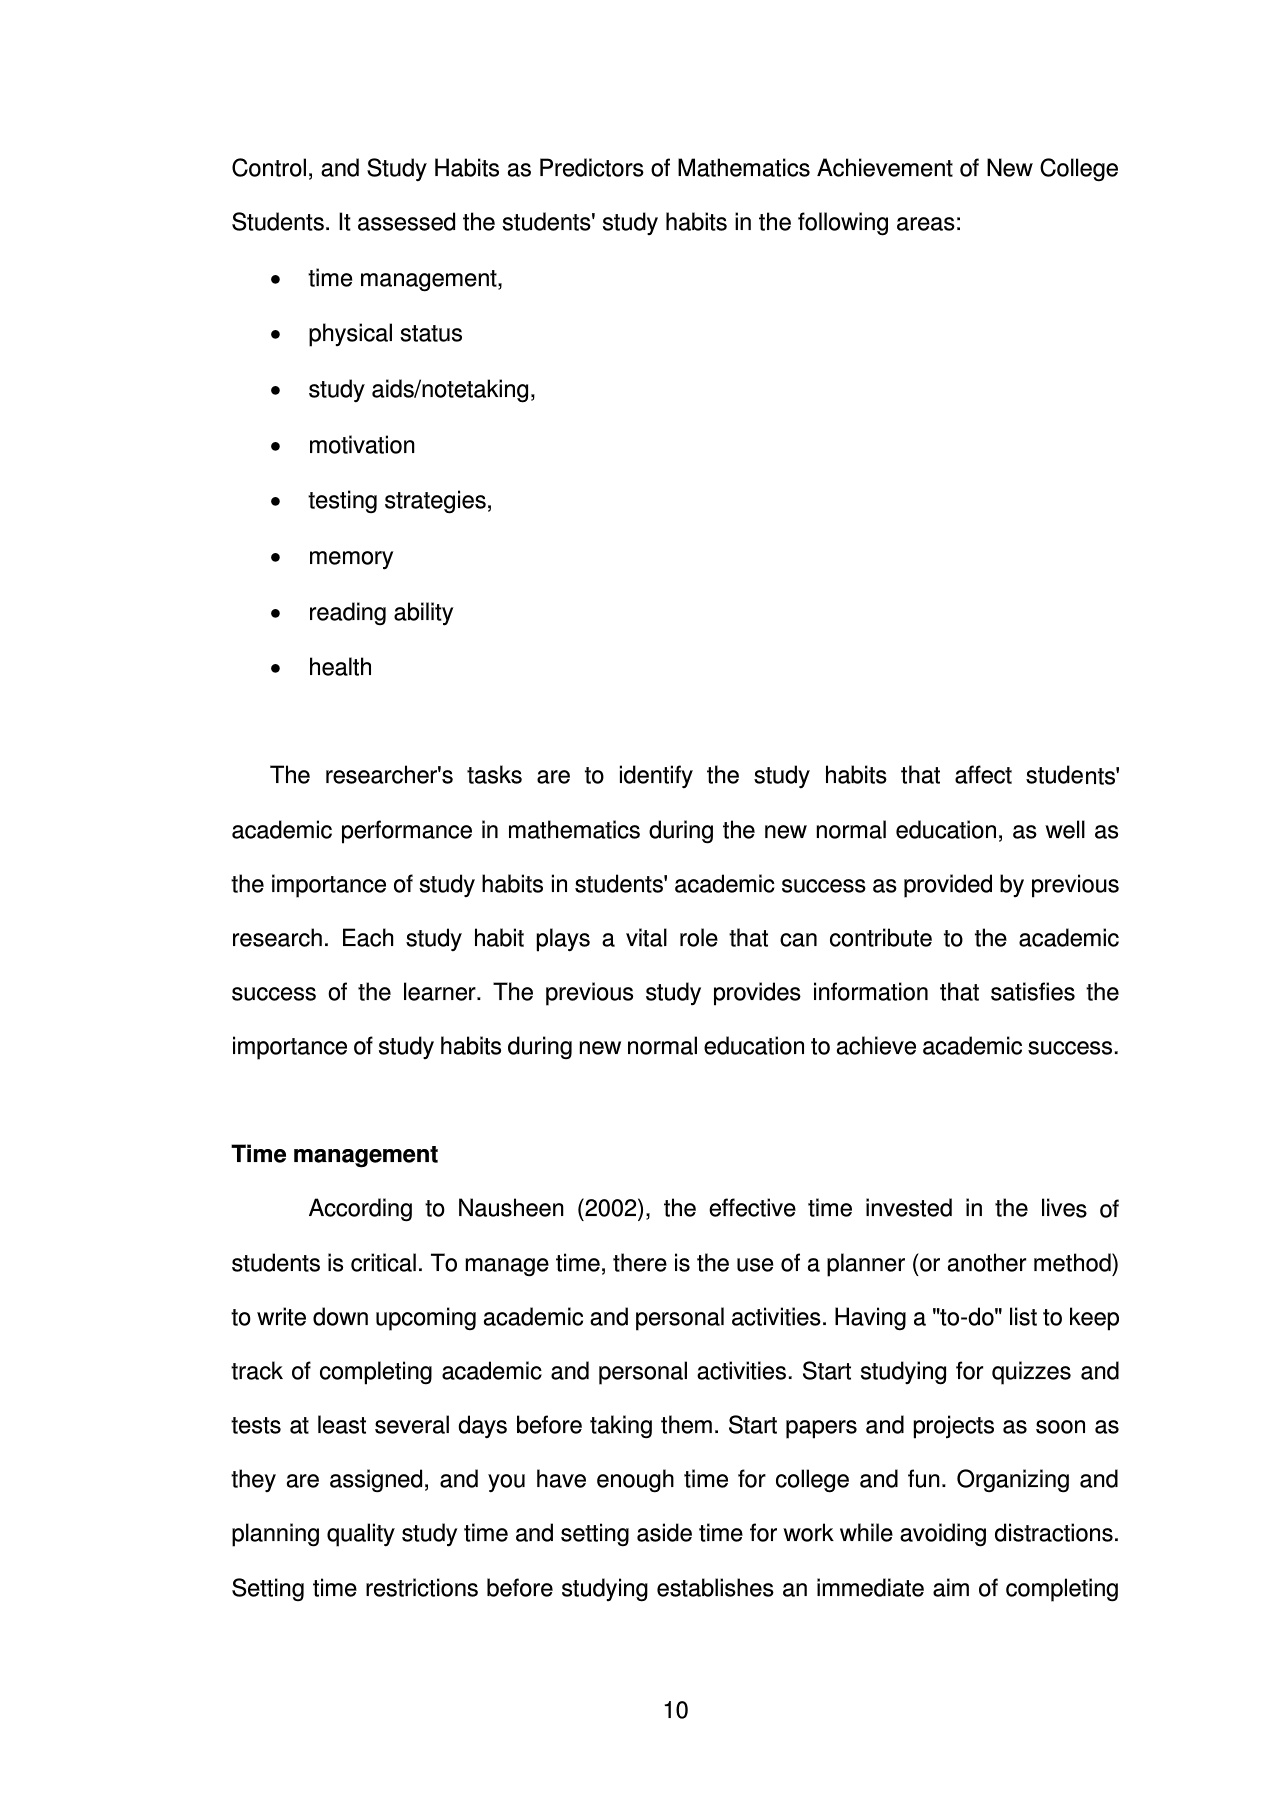 Control, and Study Habits as Predictors of Mathematics Achievement of New College
Students. It assessed the students' study habits in the following areas:
• time management,
• physical status
• study aids/notetaking,
• motivation
• testing strategies,
• memory
• reading ability
• health
The researcher's tasks are to identify the study habits that affect students'
academic performance in mathematics during the new normal education, as well as
the importance of study habits in students' academic success as provided by previous
research. Each study habit plays a vital role that can contribute to the academic
success of the learner. The previous study provides information that satisfies the
importance of study habits during new normal education to achieve academic success.
Time management
According to Nausheen (2002), the effective time invested in the lives of
students is critical. To manage time, there is the use of a planner (or another method)
to write down upcoming academic and personal activities. Having a "to-do" list to keep
track of completing academic and personal activities. Start studying for quizzes and
tests at least several days before taking them. Start papers and projects as soon as
they are assigned, and you have enough time for college and fun. Organizing and
planning quality study time and setting aside time for work while avoiding distractions.
Setting time restrictions before studying establishes an immediate aim of completing
10